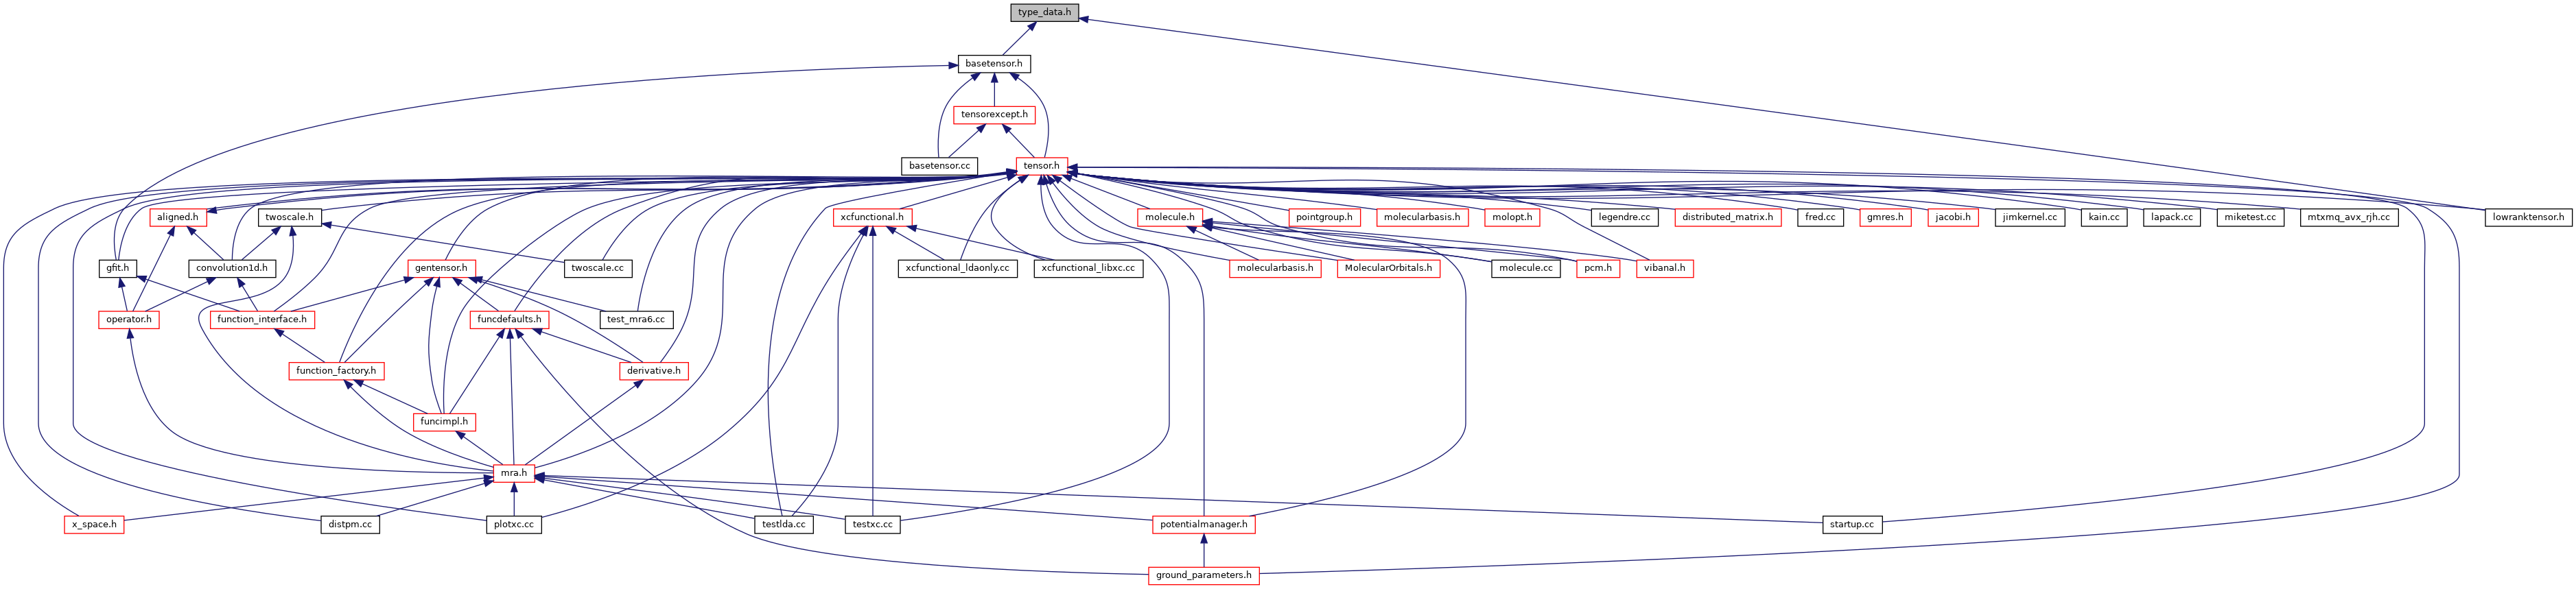 type_data.h
basetensor.h
tensorexcept.h
basetensor.cc
tensor.h
aligned.h
twoscale.h
xcfunctional.h
molecule.h
pointgroup.h
molecularbasis.h
molopt.h
legendre.cc
distributed_matrix.h
fred.cc
gmres.h
jacobi.h
jimkernel.cc
kain.cc
lapack.cc
miketest.cc
mtxmq_avx_rjh.cc
lowranktensor.h
gfit.h
convolution1d.h
gentensor.h
twoscale.cc
xcfunctional_ldaonly.cc
xcfunctional_libxc.cc
molecularbasis.h
MolecularOrbitals.h
molecule.cc
pcm.h
vibanal.h
operator.h
function_interface.h
funcdefaults.h
test_mra6.cc
function_factory.h
derivative.h
funcimpl.h
mra.h
x_space.h
distpm.cc
plotxc.cc
testlda.cc
testxc.cc
potentialmanager.h
startup.cc
ground_parameters.h